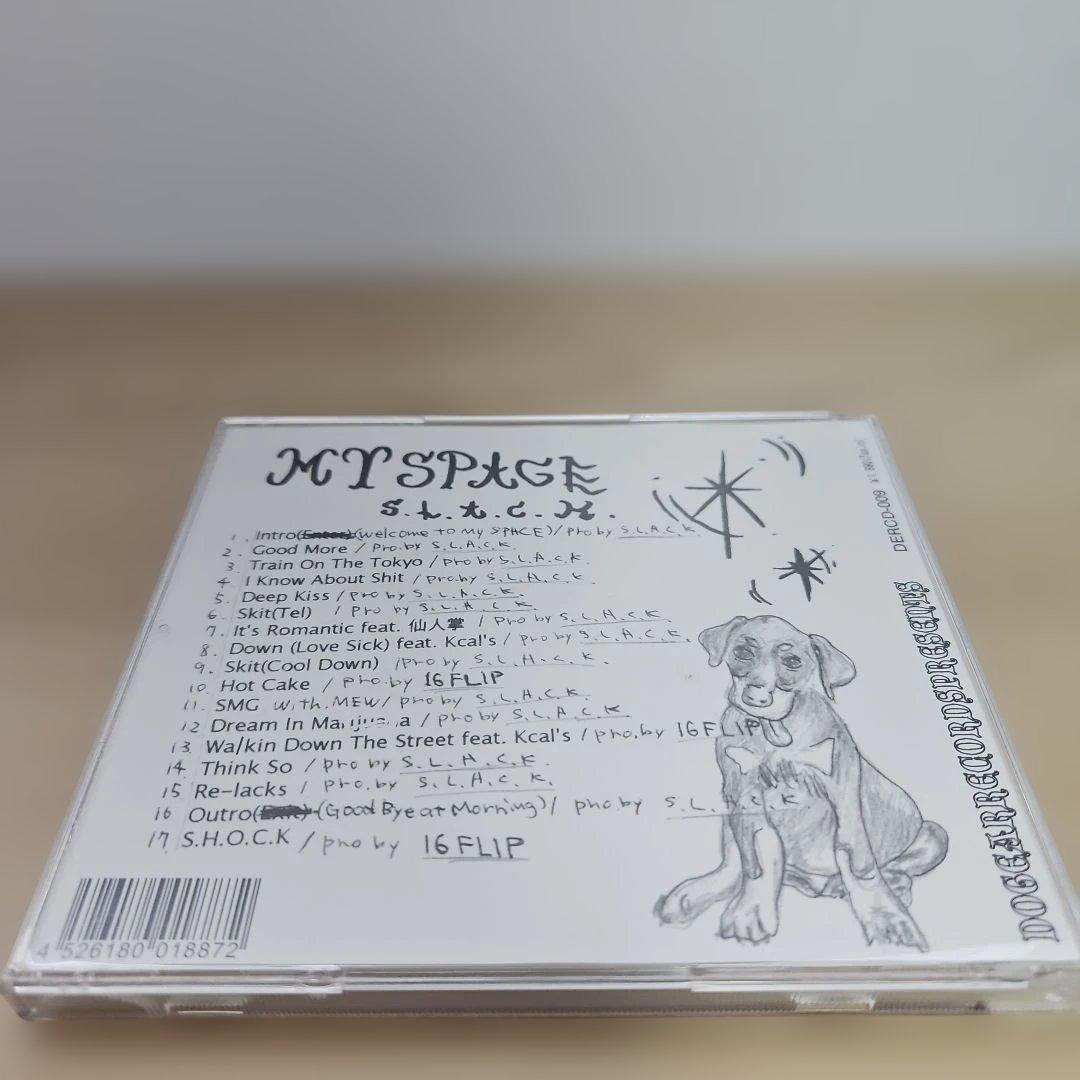 MY SPACE
S.L.A.C.K.
1. Intro(Enter)(Welcome to My SPACE)/Pro by S.L.A.C.K
2. Good More / Pro.by S.L.A.C.K.
3. Train On The Tokyo / pro by S.L.A.C.K.
4. I Know About Shit / pro.by S.L.A.C.K.
5. Deep Kiss / pro by S.L.A.C.K.
6. Skit(Tel) / pro by S.L.A.C.K.
7. It's Romantic feat. 仙人掌 / pro by S.L.A.C.K.
8. Down (Love Sick) feat. Kcal's / pro by S.L.A.C.K.
9. Skit(Cool Down) /pro by S.L.A.C.K.
10. Hot Cake / pro.by 16FLIP
11. SMG with.MEW/ pro by S.L.A.C.K.
12 Dream In Marijuana / pro by S.L.A.C.K.
13. Walkin Down The Street feat. Kcal's / pro.by 16FLIP
14. Think So / pro by S.L.A.C.K.
15 Re-lacks / pro by S.L.A.C.K.
16 Outro(Exit)(Good Bye at Morning)/ pro by S.L.A.C.K
17. S.H.O.C.K / pro by 16FLIP
4 526180 018872
DERCD-009
DOGEARRECORDSPRESENTS